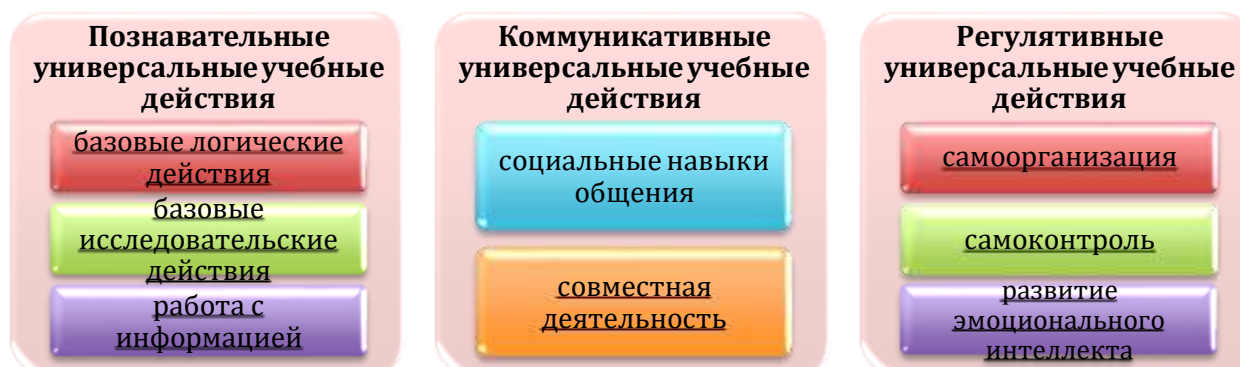 Познавательные
универсальные учебные
действия
базовые логические
действия
базовые
исследовательские
действия
работа с
информацией
Коммуникативные
универсальные учебные
действия
социальные навыки
общения
совместная
деятельность
Регулятивные
универсальные учебные
действия
самоорганизация
самоконтроль
развитие
эмоционального
интеллекта